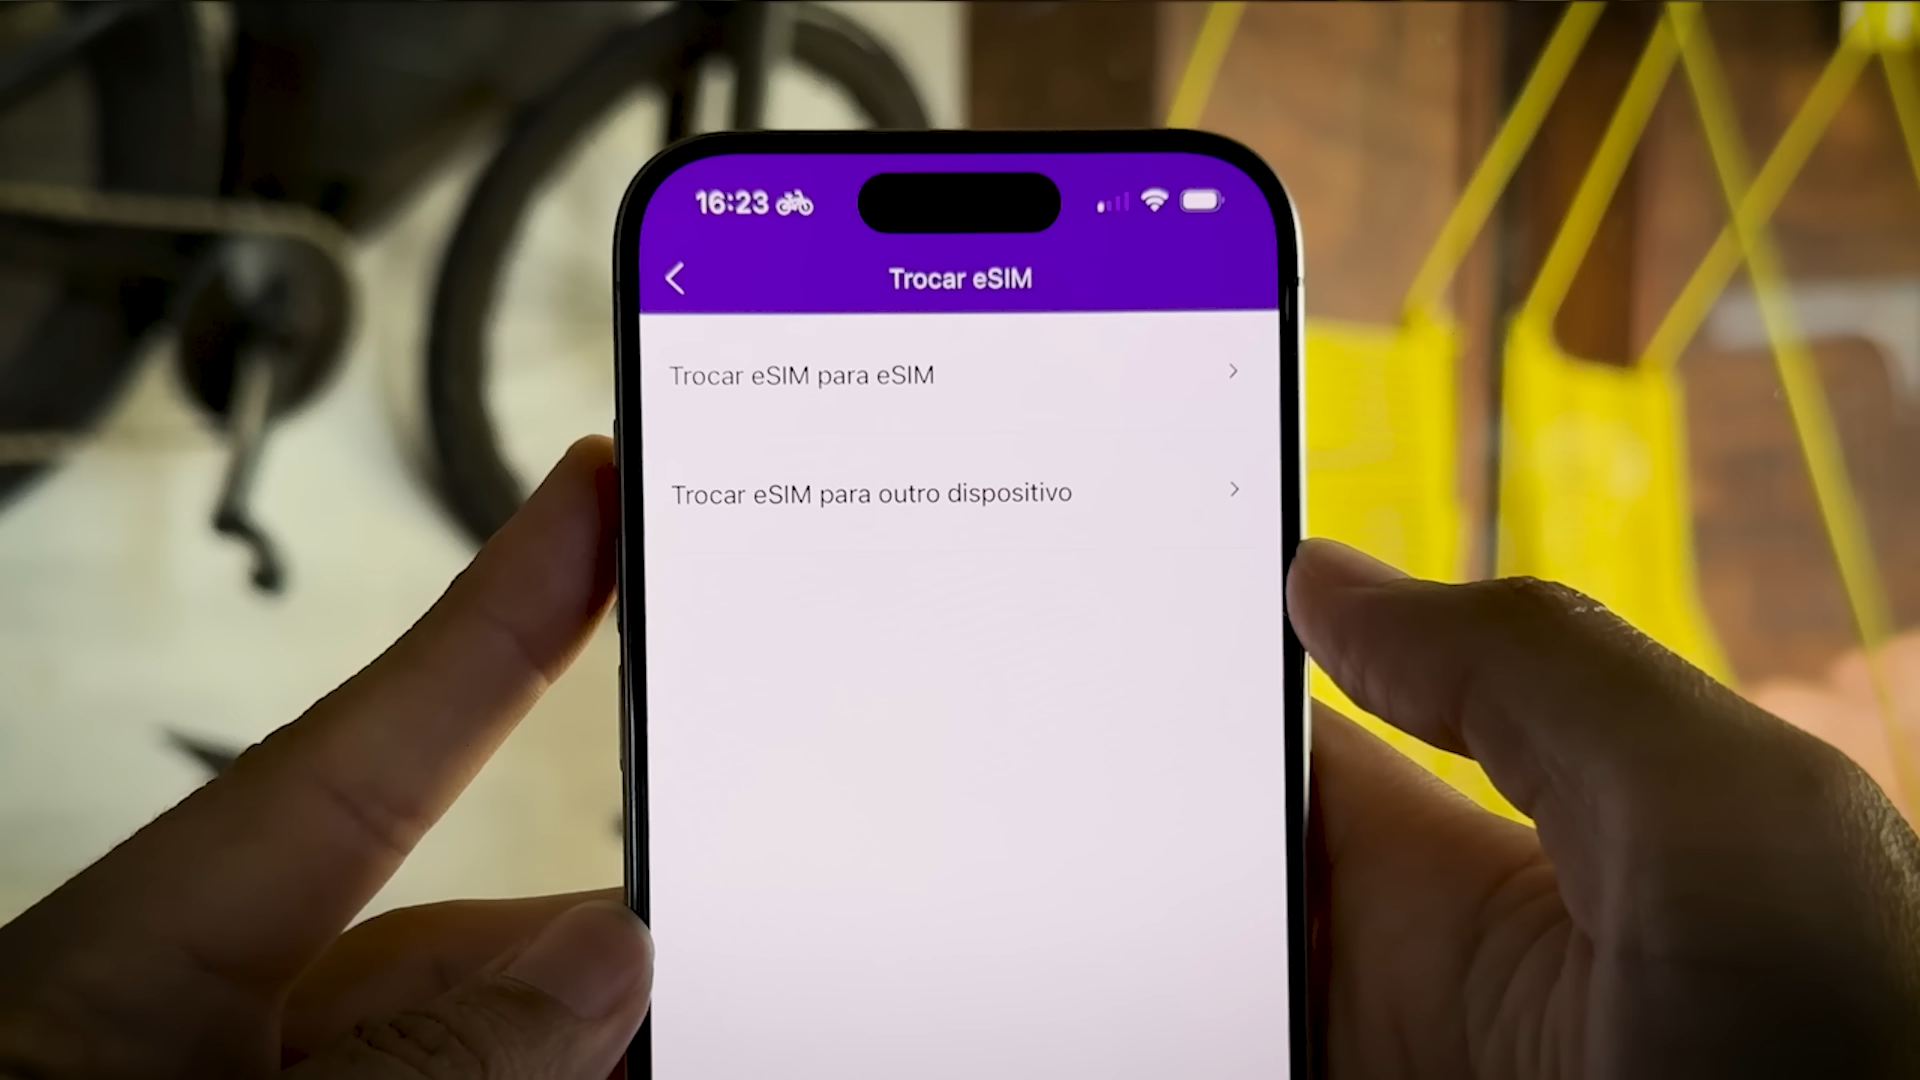 16:23
Trocar eSIM
Trocar eSIM para eSIM
Trocar eSIM para outro dispositivo